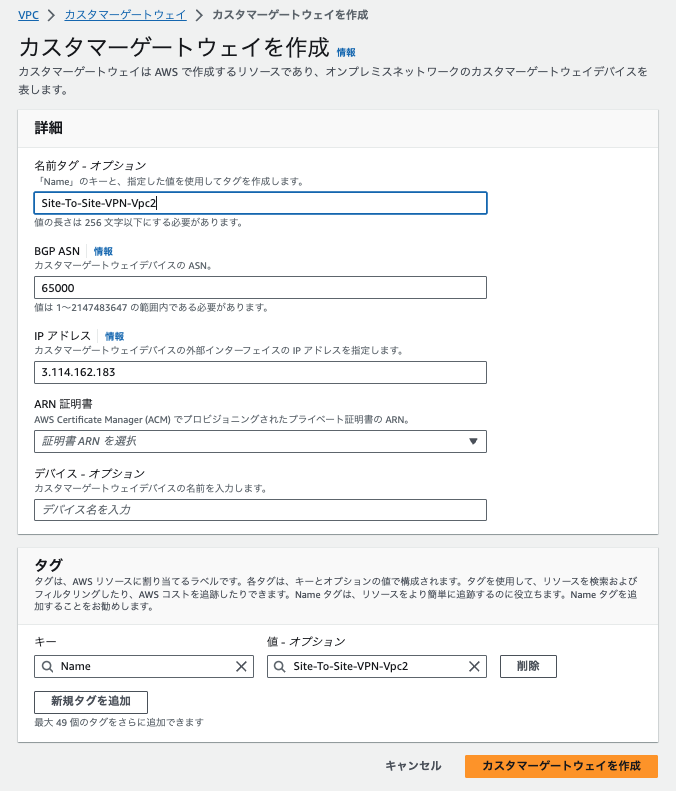 VPC > カスタマーゲートウェイ > カスタマーゲートウェイを作成
カスタマーゲートウェイを作成 情報
カスタマーゲートウェイは AWS で作成するリソースであり、オンプレミスネットワークのカスタマーゲートウェイデバイスを
表します。
詳細
名前タグ - オプション
「Name」のキーと、指定した値を使用してタグを作成します。
Site-To-Site-VPN-Vpc2
値の長さは 256 文字以下にする必要があります。
BGP ASN 情報
カスタマーゲートウェイデバイスの ASN。
65000
値は 1～2147483647 の範囲内である必要があります。
IP アドレス 情報
カスタマーゲートウェイデバイスの外部インターフェイスの IP アドレスを指定します。
3.114.162.183
ARN 証明書
AWS Certificate Manager (ACM) でプロビジョニングされたプライベート証明書の ARN。
証明書 ARN を選択
デバイス - オプション
カスタマーゲートウェイデバイスの名前を入力します。
デバイス名を入力
タグ
タグは、AWS リソースに割り当てるラベルです。各タグは、キーとオプションの値で構成されます。タグを使用して、リソースを検索および
フィルタリングしたり、AWS コストを追跡したりできます。Name タグは、リソースをより簡単に追跡するのに役立ちます。Name タグを追
加することをお勧めします。
キー 値 - オプション
Name Site-To-Site-VPN-Vpc2 削除
新規タグを追加
最大 49 個のタグをさらに追加できます
キャンセル カスタマーゲートウェイを作成